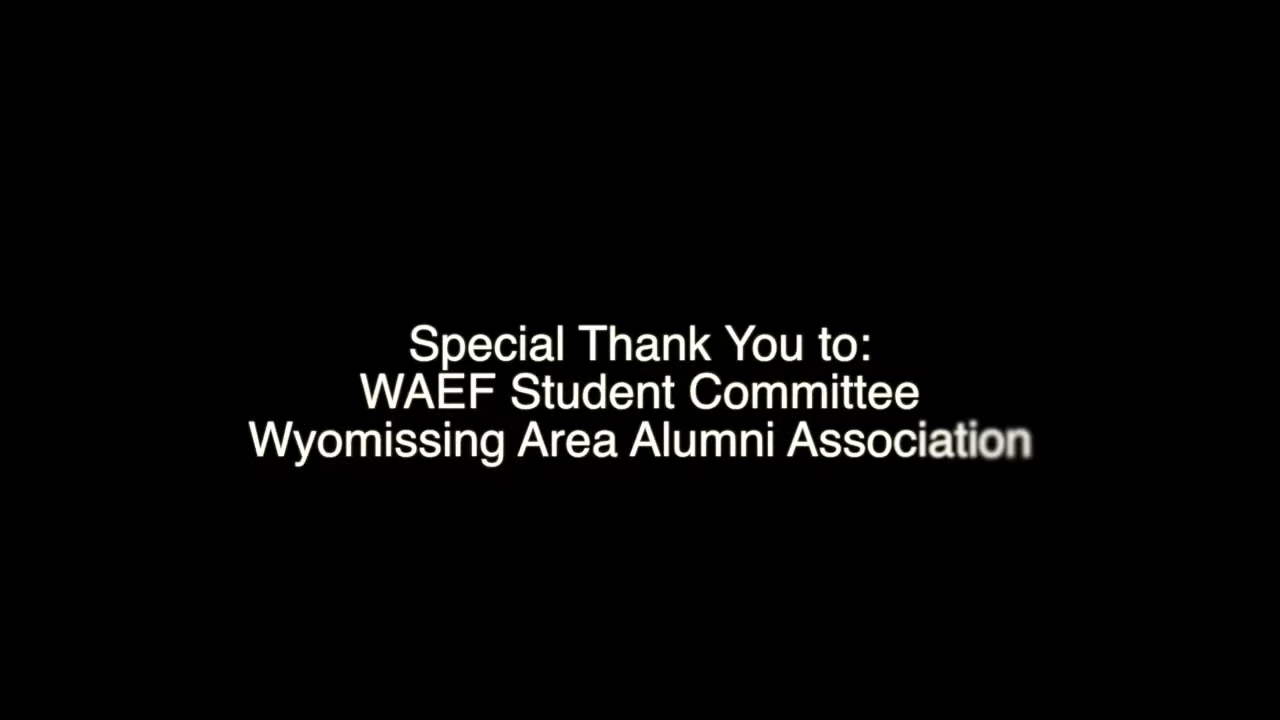 Special Thank You to:
WAEF Student Committee
Wyomissing Area Alumni Association